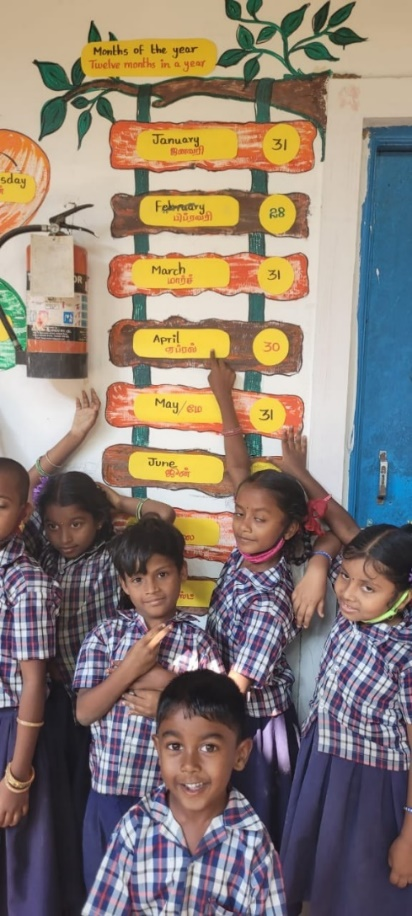 Months of the year
Twelve months in a year
January
ஜனவரி
31
February
பிப்ரவரி
28
March
மார்ச்
31
April
ஏப்ரல்
30
May/மே
31
June
ஜூன்
sday